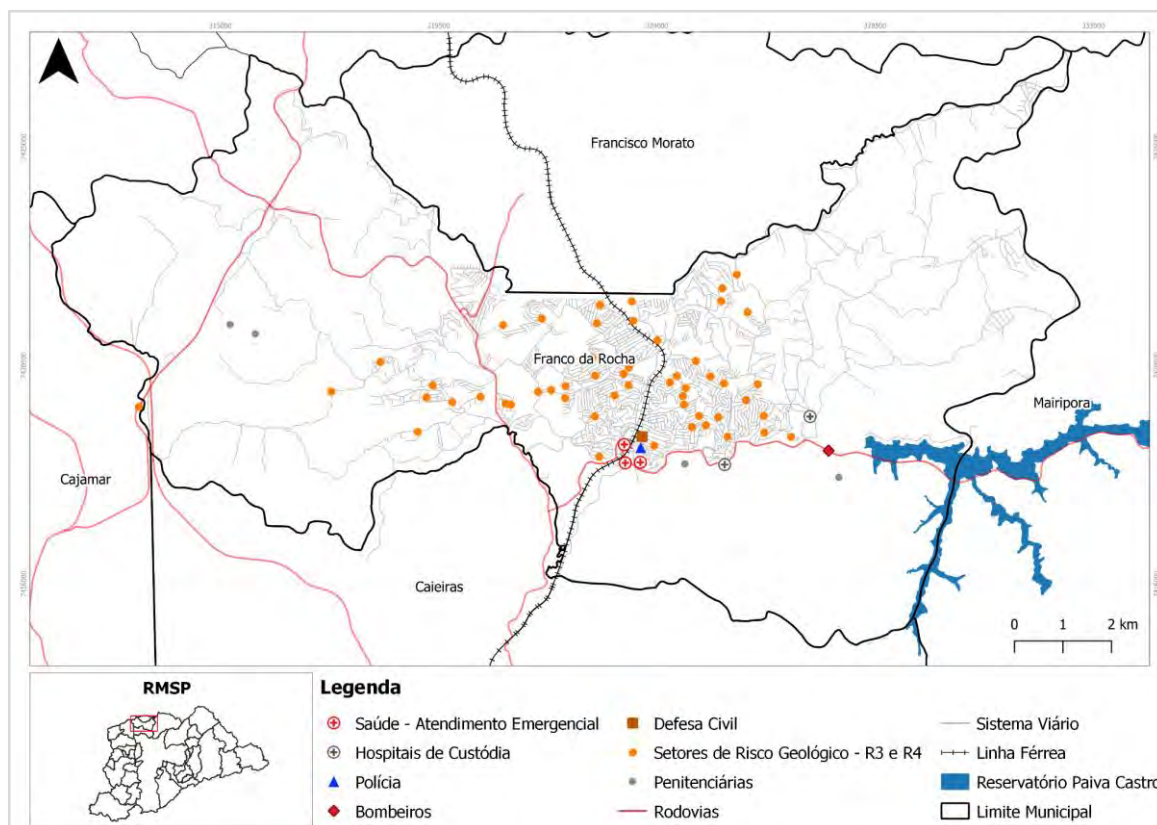 Francisco Morato
Franco da Rocha
Mairipora
Cajamar
Caieiras
0 1 2 km
RMSP
Legenda
Saúde - Atendimento Emergencial
Hospitais de Custódia
Polícia
Bombeiros
Defesa Civil
Setores de Risco Geológico - R3 e R4
Penitenciárias
Rodovias
Sistema Viário
Linha Férrea
Reservatório Paiva Castro
Limite Municipal